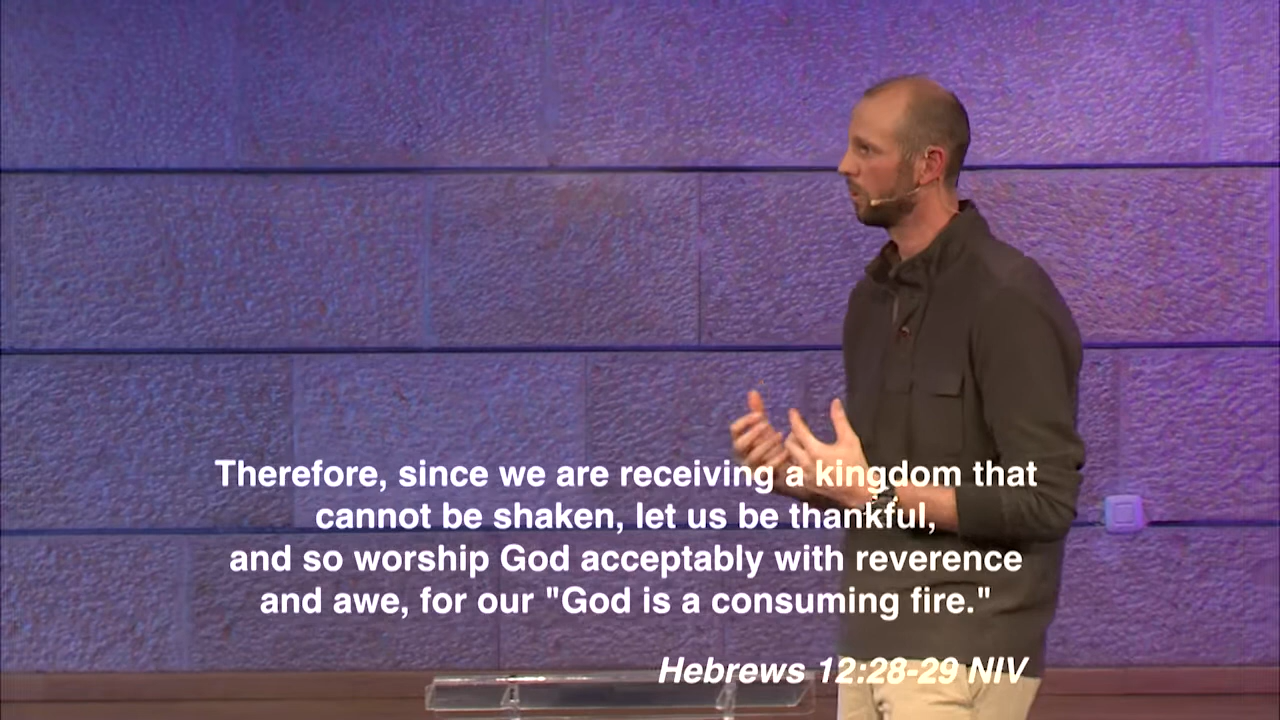 Therefore, since we are receiving a kingdom that
cannot be shaken, let us be thankful,
and so worship God acceptably with reverence
and awe, for our "God is a consuming fire."
Hebrews 12:28-29 NIV